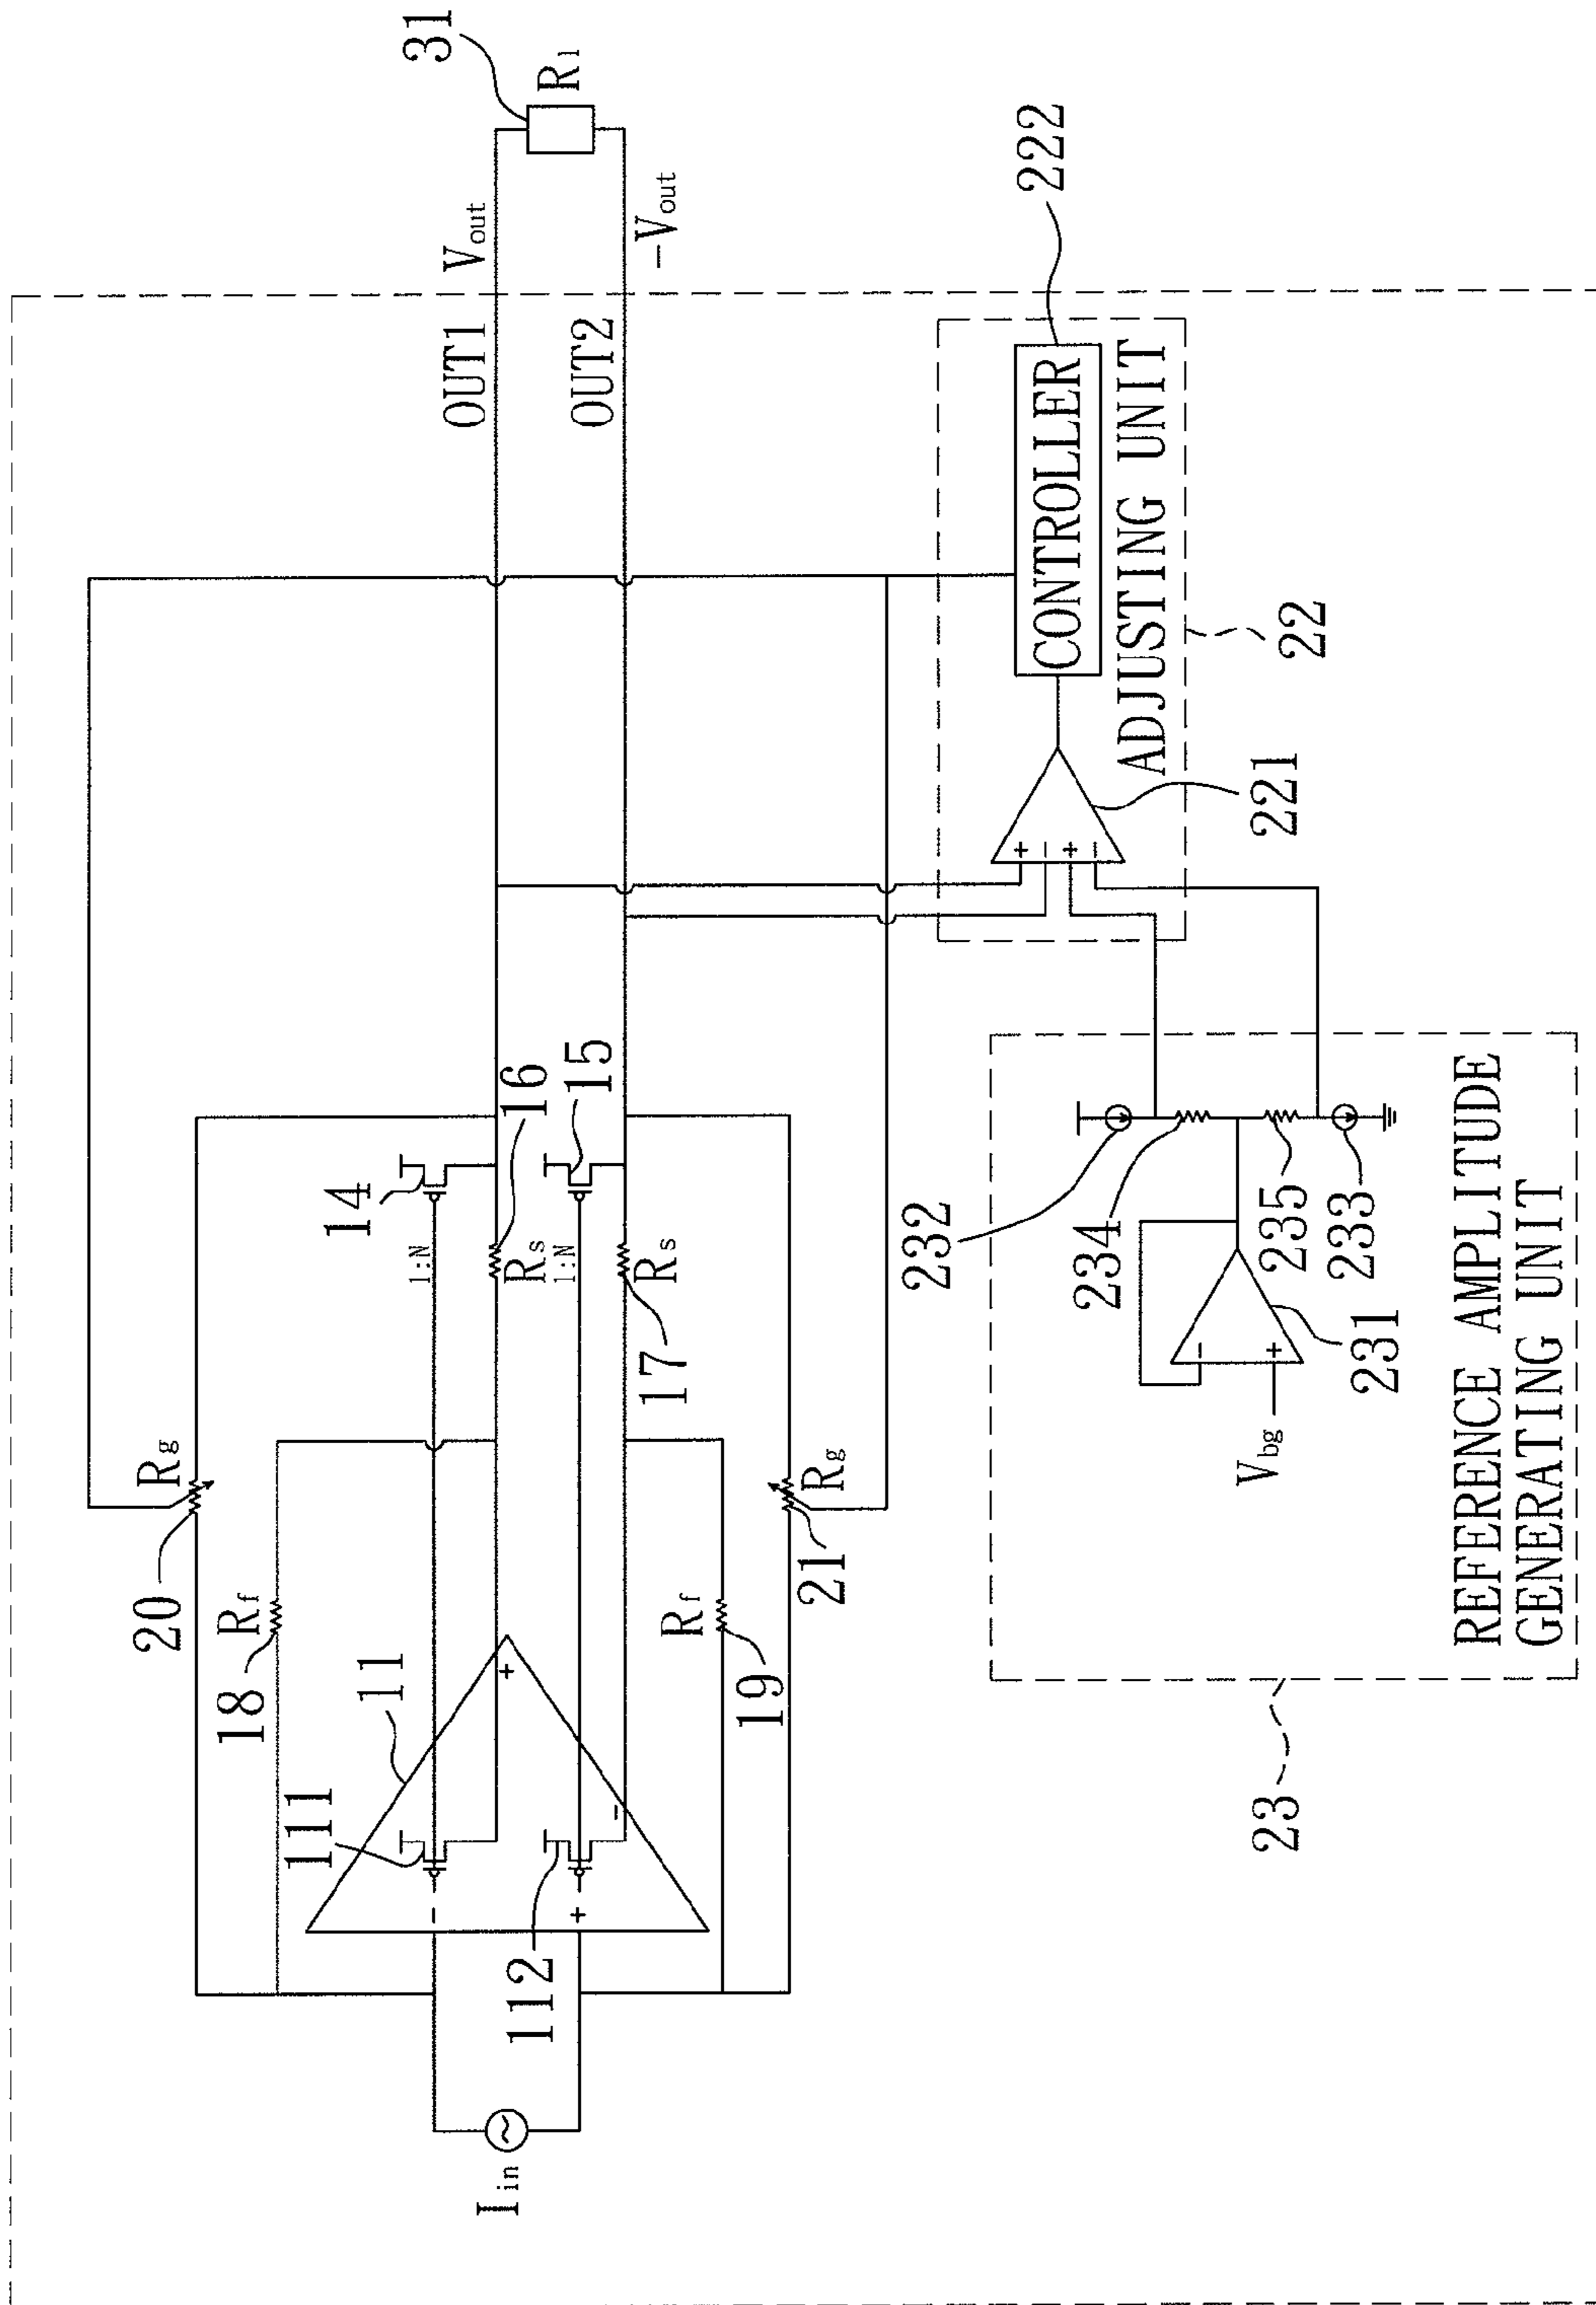 20
Rg
18
Rf
11
111
14
1:N
Rs
16
1:N
15
17
Rs
112
Iin
Rf
19
21
Rg
OUT1
Vout
OUT2
-Vout
31
Rl
CONTROLLER
222
ADJUSTING UNIT
22
221
+
-
+
-
232
234
235
233
231
-
+
Vbg
REFERENCE AMPLITUDE
GENERATING UNIT
23
-
+
+
-